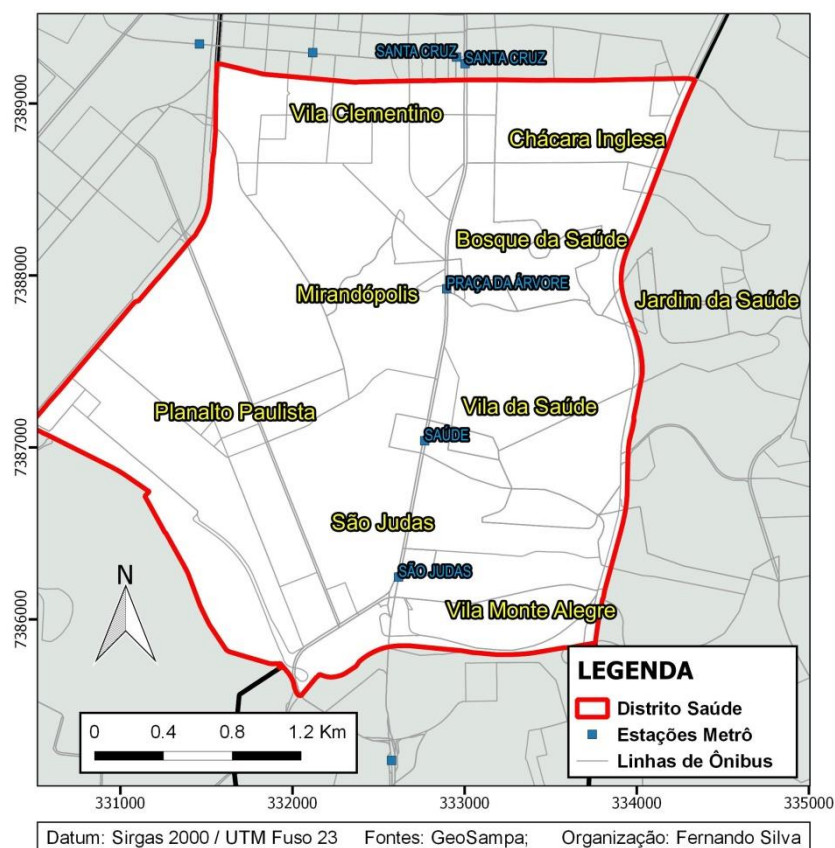 SANTA CRUZ
SANTA CRUZ
7389000
Vila Clementino
Chácara Inglesa
Bosque da Saúde
7388000
PRAÇA DA ÁRVORE
Mirandópolis
Jardim da Saúde
Planalto Paulista
Vila da Saúde
SAÚDE
7387000
São Judas
SÃO JUDAS
N
Vila Monte Alegre
7386000
LEGENDA
Distrito Saúde
Estações Metrô
Linhas de Ônibus
0 0.4 0.8 1.2 Km
331000 332000 333000 334000 335000
Datum: Sirgas 2000 / UTM Fuso 23 Fontes: GeoSampa; Organização: Fernando Silva